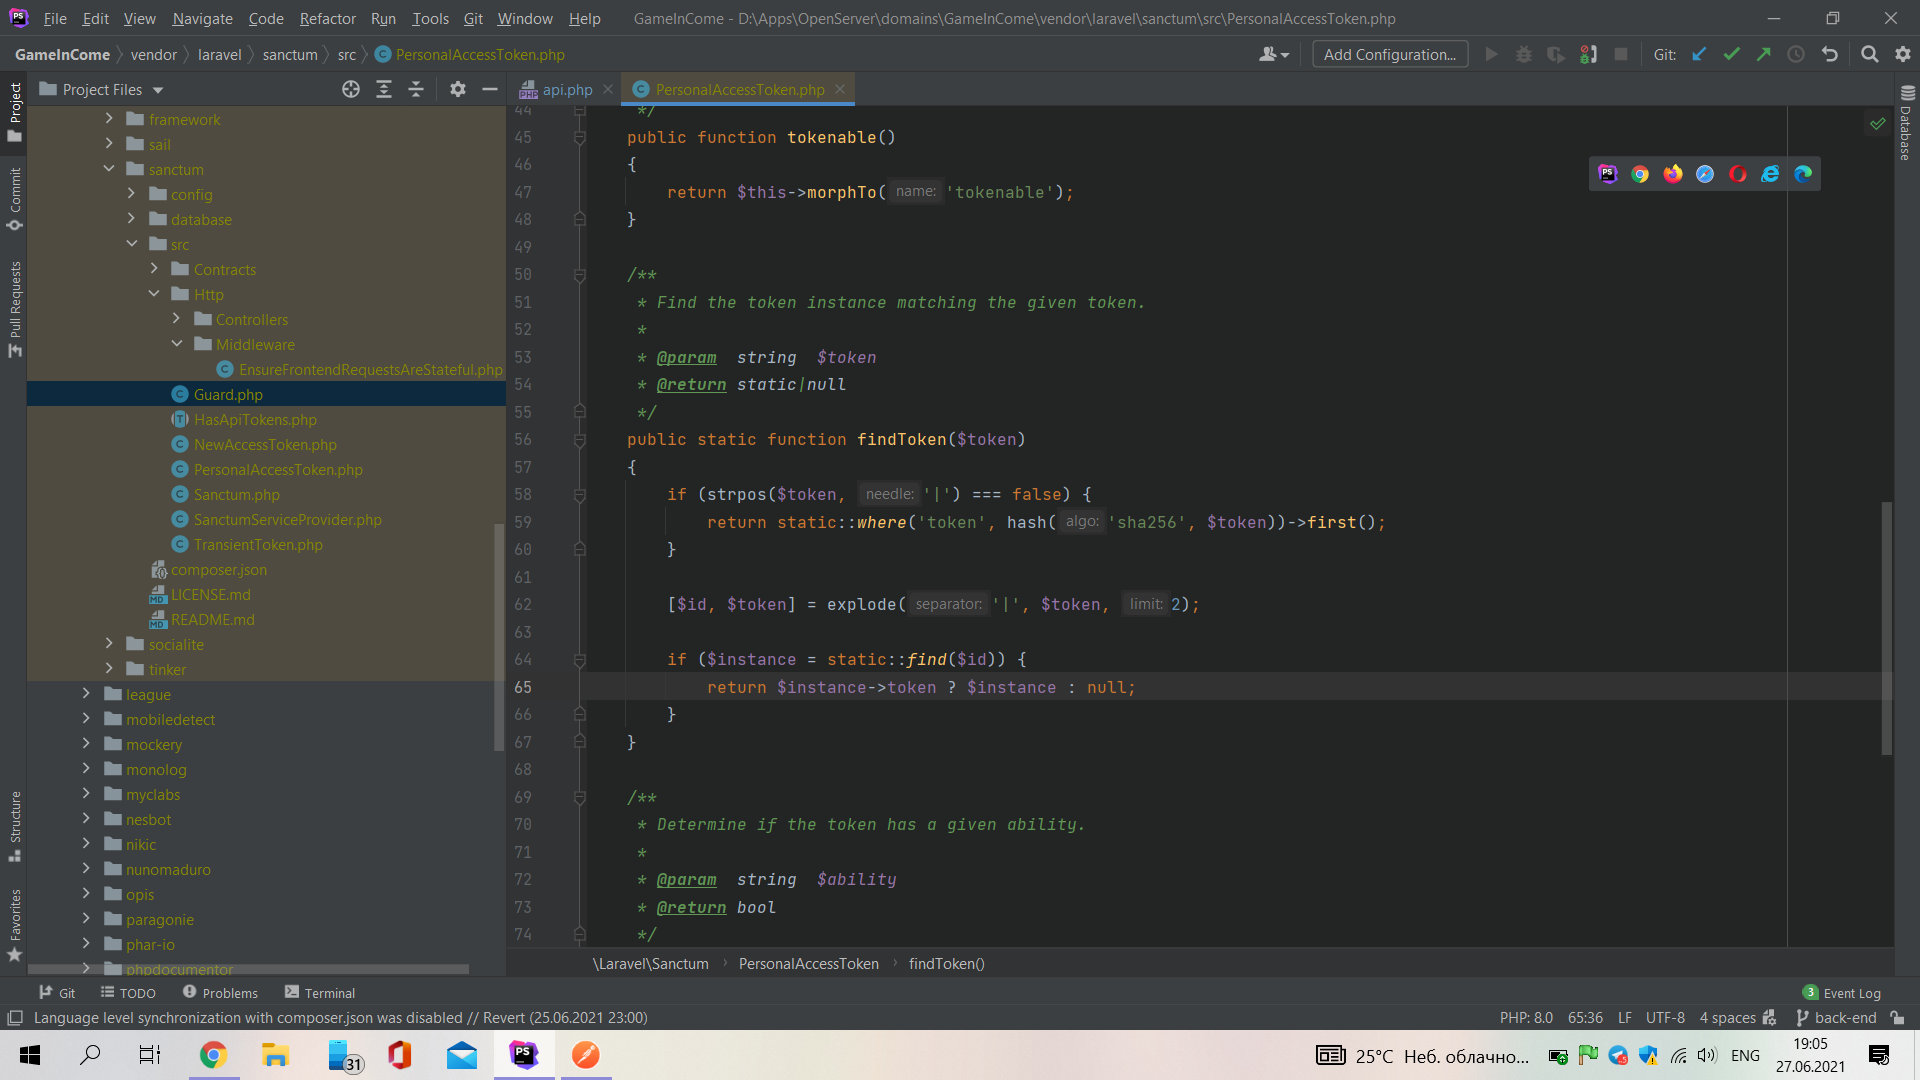 File Edit View Navigate Code Refactor Run Tools Git Window Help GameInCome - D:\Apps\OpenServer\domains\GameInCome\vendor\laravel\sanctum\src\PersonalAccessToken.php
GameInCome vendor laravel sanctum src PersonalAccessToken.php Add Configuration... Git:
Project Files
api.php
PersonalAccessToken.php
Project
Commit
Pull Requests
Structure
Favorites
Database
framework
sail
sanctum
config
database
src
Contracts
Http
Controllers
Middleware
EnsureFrontendRequestsAreStateful.php
Guard.php
HasApiTokens.php
NewAccessToken.php
PersonalAccessToken.php
Sanctum.php
SanctumServiceProvider.php
TransientToken.php
composer.json
LICENSE.md
README.md
socialite
tinker
league
mobiledetect
mockery
monolog
myclabs
nesbot
nikic
nunomaduro
opis
paragonie
phar-io
phpdocumentor
44 */
45 public function tokenable()
46 {
47 return $this->morphTo( name: 'tokenable');
48 }
49
50 /**
51 * Find the token instance matching the given token.
52 *
53 * @param string $token
54 * @return static|null
55 */
56 public static function findToken($token)
57 {
58 if (strpos($token, needle: '|') === false) {
59 return static::where('token', hash( algo: 'sha256', $token))->first();
60 }
61
62 [$id, $token] = explode( separator: '|', $token, limit: 2);
63
64 if ($instance = static::find($id)) {
65 return $instance->token ? $instance : null;
66 }
67 }
68
69 /**
70 * Determine if the token has a given ability.
71 *
72 * @param string $ability
73 * @return bool
74 */
\Laravel\Sanctum PersonalAccessToken findToken()
Git TODO Problems Terminal 3 Event Log
Language level synchronization with composer.json was disabled // Revert (25.06.2021 23:00) PHP: 8.0 65:36 LF UTF-8 4 spaces back-end
31 25°C Неб. облачно... ENG 19:05
27.06.2021